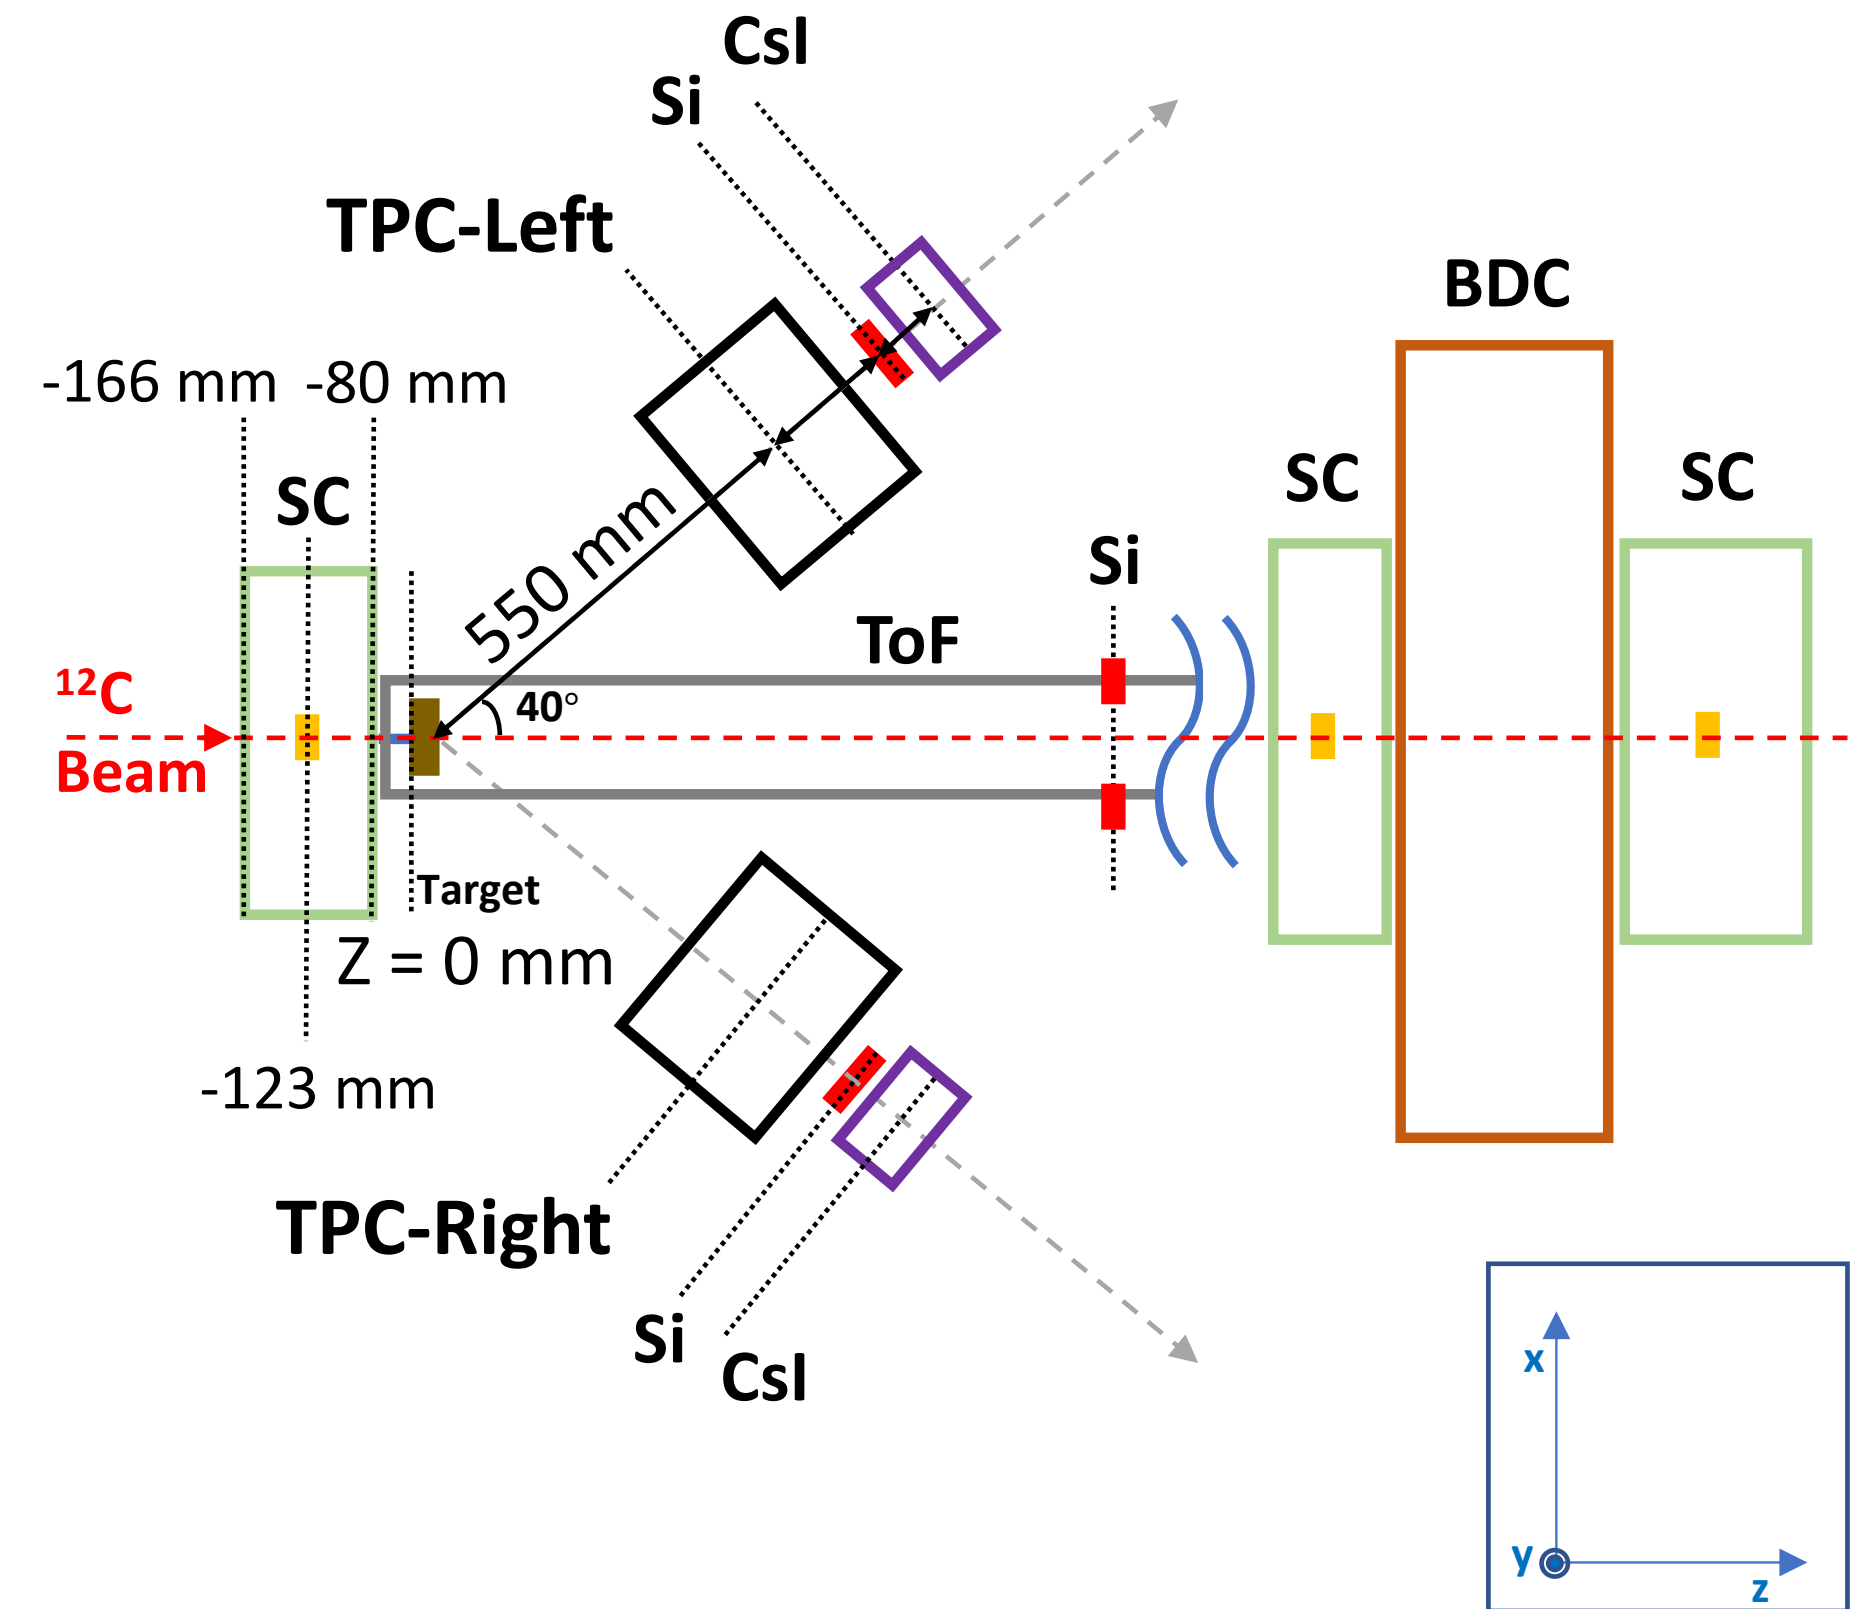 CsI
Si
TPC-Left
BDC
-166 mm
-80 mm
SC
SC
SC
550 mm
Si
ToF
¹²C
Beam
40°
Target
Z = 0 mm
-123 mm
TPC-Right
Si
CsI
x
y
z